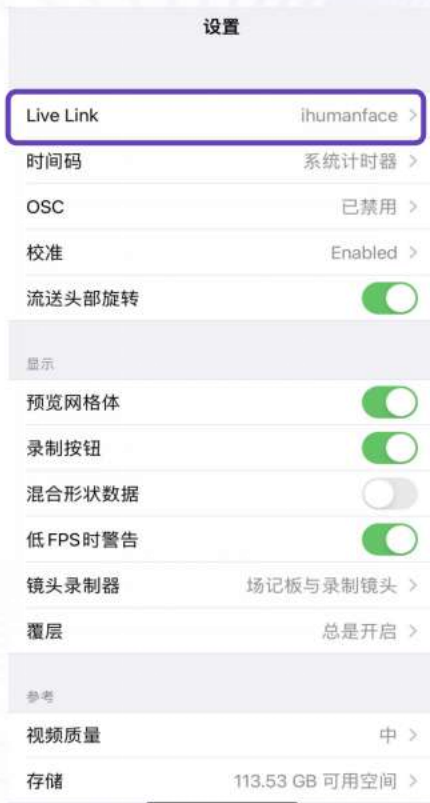 设置
Live Link ihumanface
时间码 系统计时器
OSC 已禁用
校准 Enabled
流送头部旋转
显示
预览网格体
录制按钮
混合形状数据
低FPS时警告
镜头录制器 场记板与录制镜头
覆层 总是开启
参考
视频质量 中
存储 113.53 GB 可用空间